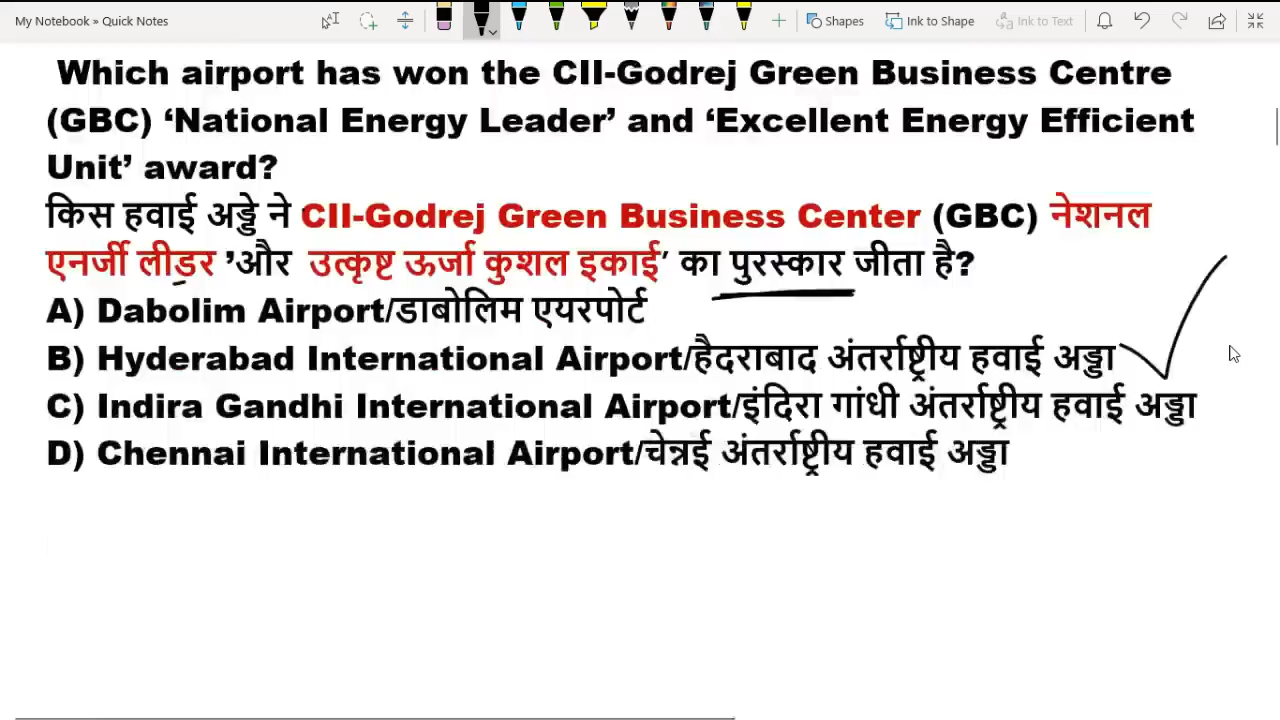 My Notebook » Quick Notes
Shapes
Ink to Shape
Ink to Text
Which airport has won the CII-Godrej Green Business Centre
(GBC) ‘National Energy Leader’ and ‘Excellent Energy Efficient
Unit’ award?
किस हवाई अड्डे ने CII-Godrej Green Business Center (GBC) नेशनल
एनर्जी लीडर ’और उत्कृष्ट ऊर्जा कुशल इकाई’ का पुरस्कार जीता है?
A) Dabolim Airport/डाबोलिम एयरपोर्ट
B) Hyderabad International Airport/हैदराबाद अंतर्राष्ट्रीय हवाई अड्डा
C) Indira Gandhi International Airport/इंदिरा गांधी अंतर्राष्ट्रीय हवाई अड्डा
D) Chennai International Airport/चेन्नई अंतर्राष्ट्रीय हवाई अड्डा